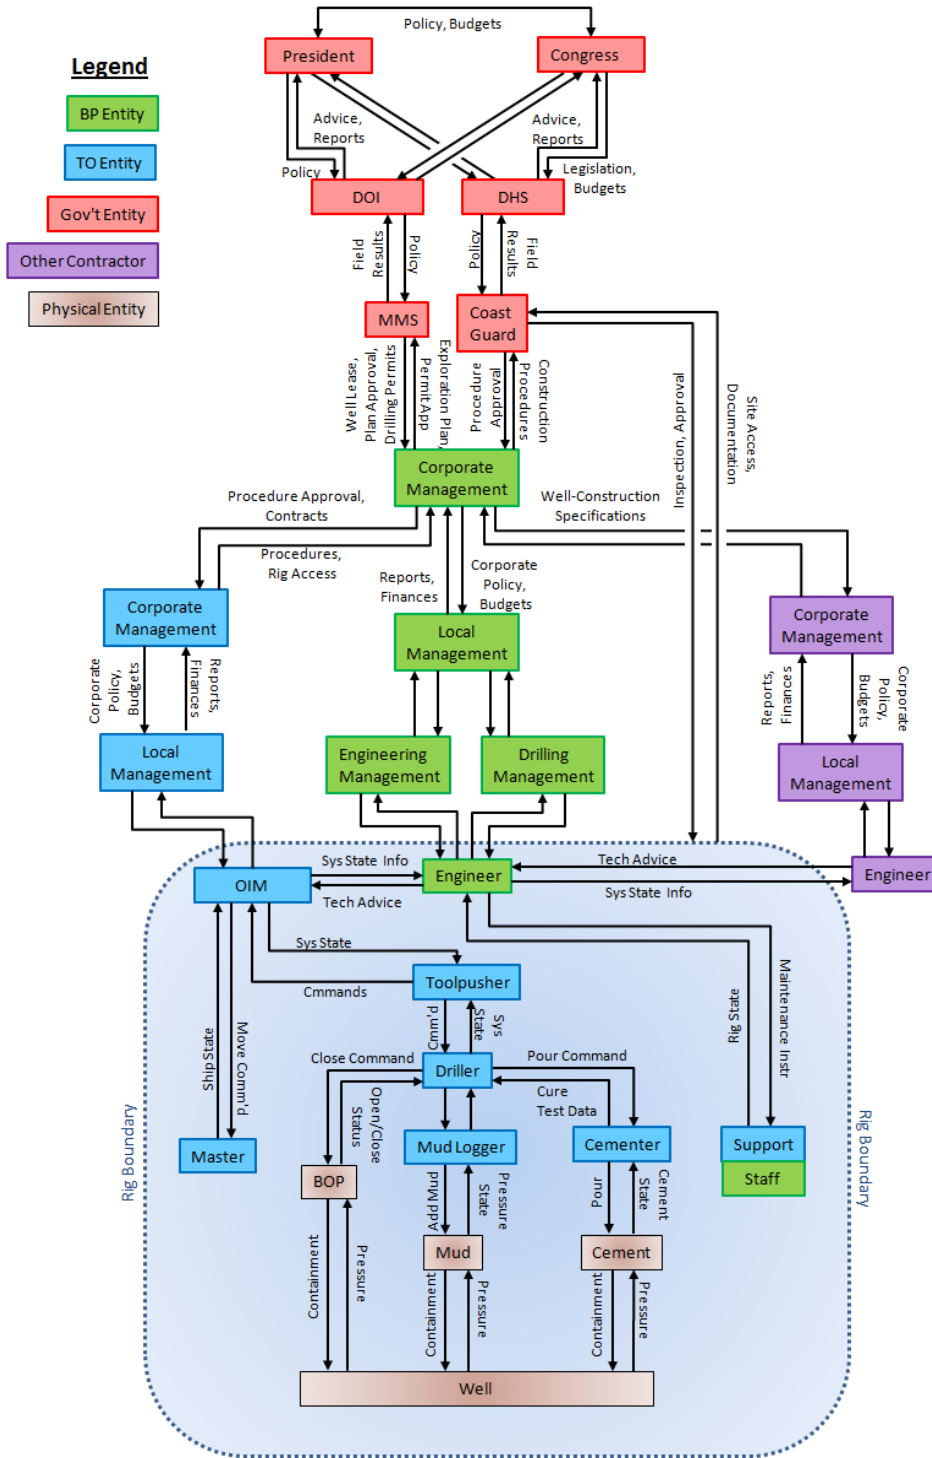 Policy, Budgets
President
Congress
Legend
BP Entity
TO Entity
Gov't Entity
Other Contractor
Physical Entity
Advice,
Reports
Advice,
Reports
Policy
Legislation,
Budgets
DOI
DHS
Field
Results
Policy
Policy
Field
Results
MMS
Coast
Guard
Well Lease,
Plan Approval,
Drilling Permits
Exploration Plan,
Permit App
Procedure
Approval
Construction
Procedures
Inspection, Approval
Site Access,
Documentation
Corporate
Management
Procedure Approval,
Contracts
Well-Construction
Specifications
Procedures,
Rig Access
Reports,
Finances
Corporate
Policy,
Budgets
Corporate
Management
Corporate
Management
Local
Management
Corporate
Policy,
Budgets
Reports,
Finances
Reports,
Finances
Corporate
Policy,
Budgets
Local
Management
Engineering
Management
Drilling
Management
Local
Management
Sys State Info
Tech Advice
OIM
Engineer
Engineer
Tech Advice
Sys State Info
Sys State
Toolpusher
Cmmands
Ship State
Move Comm'd
Cmm'd
Sys
State
Rig State
Maintenance Instr
Close Command
Driller
Pour Command
Open/Close
Status
Cure
Test Data
Rig Boundary
Rig Boundary
Master
Mud Logger
Cementer
Support
Staff
BOP
Add Mud
Pressure
State
Pour
Cement
State
Mud
Cement
Containment
Pressure
Containment
Pressure
Containment
Pressure
Well